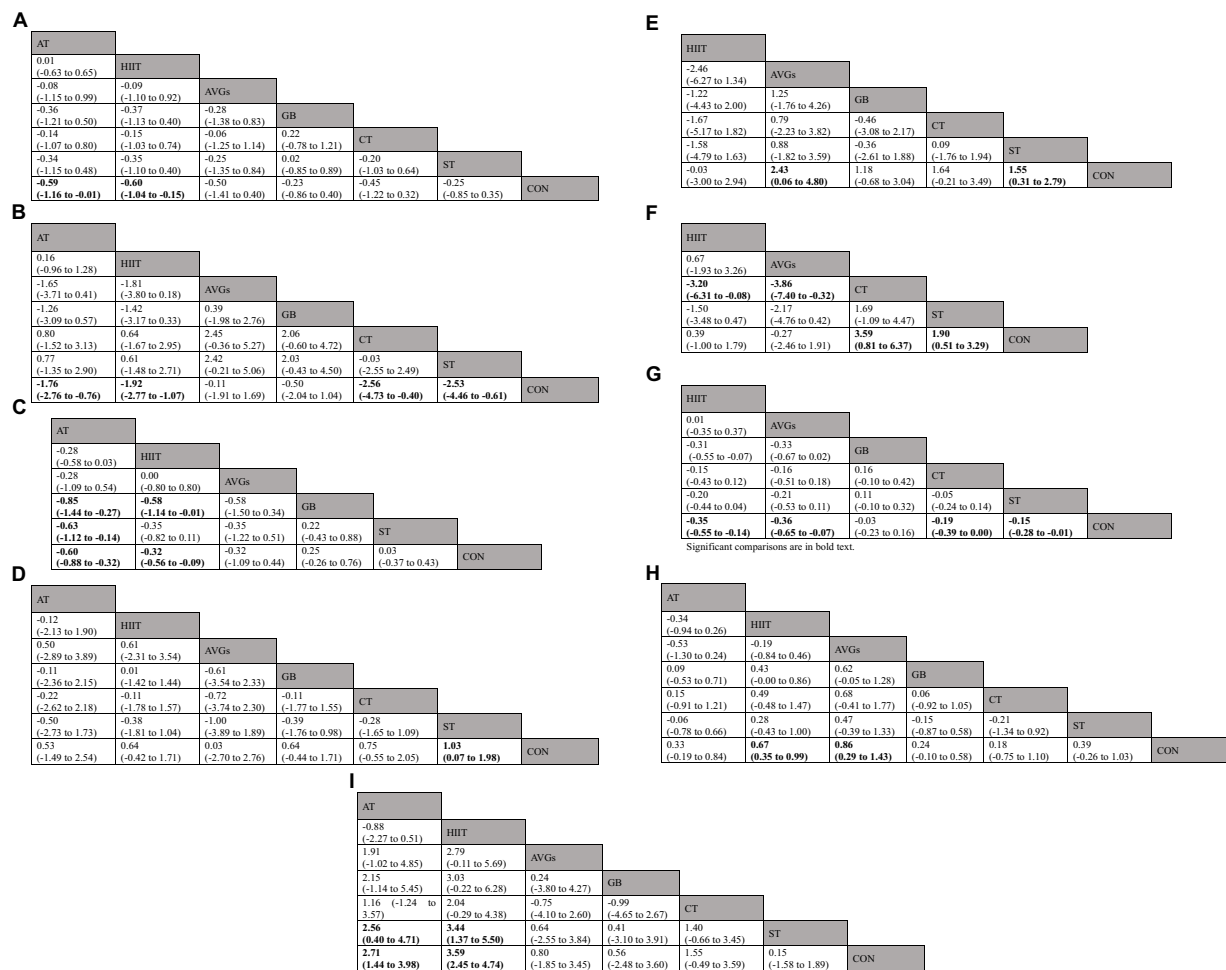 A
AT
0.01 HIIT
(-0.63 to 0.65)
-0.08 -0.09 AVGs
(-1.15 to 0.99) (-1.10 to 0.92)
-0.36 -0.37 -0.28 GB
(-1.21 to 0.50) (-1.13 to 0.40) (-1.38 to 0.83)
-0.14 -0.15 -0.06 0.22 CT
(-1.07 to 0.80) (-1.03 to 0.74) (-1.25 to 1.14) (-0.78 to 1.21)
-0.34 -0.35 -0.25 0.02 -0.20 ST
(-1.15 to 0.48) (-1.10 to 0.40) (-1.35 to 0.84) (-0.85 to 0.89) (-1.03 to 0.64)
-0.59 -0.60 -0.50 -0.23 -0.45 -0.25 CON
(-1.16 to -0.01) (-1.04 to -0.15) (-1.41 to 0.40) (-0.86 to 0.40) (-1.22 to 0.32) (-0.85 to 0.35)
B
AT
0.16 HIIT
(-0.96 to 1.28)
-1.65 -1.81 AVGs
(-3.71 to 0.41) (-3.80 to 0.18)
-1.26 -1.42 0.39 GB
(-3.09 to 0.57) (-3.17 to 0.33) (-1.98 to 2.76)
0.80 0.64 2.45 2.06 CT
(-1.52 to 3.13) (-1.67 to 2.95) (-0.36 to 5.27) (-0.60 to 4.72)
0.77 0.61 2.42 2.03 -0.03 ST
(-1.35 to 2.90) (-1.48 to 2.71) (-0.21 to 5.06) (-0.43 to 4.50) (-2.55 to 2.49)
-1.76 -1.92 -0.11 -0.50 -2.56 -2.53 CON
(-2.76 to -0.76) (-2.77 to -1.07) (-1.91 to 1.69) (-2.04 to 1.04) (-4.73 to -0.40) (-4.46 to -0.61)
C
AT
-0.28 HIIT
(-0.58 to 0.03)
-0.28 0.00 AVGs
(-1.09 to 0.54) (-0.80 to 0.80)
-0.85 -0.58 -0.58 GB
(-1.44 to -0.27) (-1.14 to -0.01) (-1.50 to 0.34)
-0.63 -0.35 -0.35 0.22 ST
(-1.12 to -0.14) (-0.82 to 0.11) (-1.22 to 0.51) (-0.43 to 0.88)
-0.60 -0.32 -0.32 0.25 0.03 CON
(-0.88 to -0.32) (-0.56 to -0.09) (-1.09 to 0.44) (-0.26 to 0.76) (-0.37 to 0.43)
D
AT
-0.12 HIIT
(-2.13 to 1.90)
0.50 0.61 AVGs
(-2.89 to 3.89) (-2.31 to 3.54)
-0.11 0.01 -0.61 GB
(-2.36 to 2.15) (-1.42 to 1.44) (-3.54 to 2.33)
-0.22 -0.11 -0.72 -0.11 CT
(-2.62 to 2.18) (-1.78 to 1.57) (-3.74 to 2.30) (-1.77 to 1.55)
-0.50 -0.38 -1.00 -0.39 -0.28 ST
(-2.73 to 1.73) (-1.81 to 1.04) (-3.89 to 1.89) (-1.76 to 0.98) (-1.65 to 1.09)
0.53 0.64 0.03 0.64 0.75 1.03 CON
(-1.49 to 2.54) (-0.42 to 1.71) (-2.70 to 2.76) (-0.44 to 1.71) (-0.55 to 2.05) (0.07 to 1.98)
E
HIIT
-2.46 AVGs
(-6.27 to 1.34)
-1.22 1.25 GB
(-4.43 to 2.00) (-1.76 to 4.26)
-1.67 0.79 -0.46 CT
(-5.17 to 1.82) (-2.23 to 3.82) (-3.08 to 2.17)
-1.58 0.88 -0.36 0.09 ST
(-4.79 to 1.63) (-1.82 to 3.59) (-2.61 to 1.88) (-1.76 to 1.94)
-0.03 2.43 1.18 1.64 1.55 CON
(-3.00 to 2.94) (0.06 to 4.80) (-0.68 to 3.04) (-0.21 to 3.49) (0.31 to 2.79)
F
HIIT
0.67 AVGs
(-1.93 to 3.26)
-3.20 -3.86 CT
(-6.31 to -0.08) (-7.40 to -0.32)
-1.50 -2.17 1.69 ST
(-3.48 to 0.47) (-4.76 to 0.42) (-1.09 to 4.47)
0.39 -0.27 3.59 1.90 CON
(-1.00 to 1.79) (-2.46 to 1.91) (0.81 to 6.37) (0.51 to 3.29)
G
HIIT
0.01 AVGs
(-0.35 to 0.37)
-0.31 -0.33 GB
(-0.55 to -0.07) (-0.67 to 0.02)
-0.15 -0.16 0.16 CT
(-0.43 to 0.12) (-0.51 to 0.18) (-0.10 to 0.42)
-0.20 -0.21 0.11 -0.05 ST
(-0.44 to 0.04) (-0.53 to 0.11) (-0.10 to 0.32) (-0.24 to 0.14)
-0.35 -0.36 -0.03 -0.19 -0.15 CON
(-0.55 to -0.14) (-0.65 to -0.07) (-0.23 to 0.16) (-0.39 to 0.00) (-0.28 to -0.01)
Significant comparisons are in bold text.
H
AT
-0.34 HIIT
(-0.94 to 0.26)
-0.53 -0.19 AVGs
(-1.30 to 0.24) (-0.84 to 0.46)
0.09 0.43 0.62 GB
(-0.53 to 0.71) (-0.00 to 0.86) (-0.05 to 1.28)
0.15 0.49 0.68 0.06 CT
(-0.91 to 1.21) (-0.48 to 1.47) (-0.41 to 1.77) (-0.92 to 1.05)
-0.06 0.28 0.47 -0.15 -0.21 ST
(-0.78 to 0.66) (-0.43 to 1.00) (-0.39 to 1.33) (-0.87 to 0.58) (-1.34 to 0.92)
0.33 0.67 0.86 0.24 0.18 0.39 CON
(-0.19 to 0.84) (0.35 to 0.99) (0.29 to 1.43) (-0.10 to 0.58) (-0.75 to 1.10) (-0.26 to 1.03)
I
AT
-0.88 HIIT
(-2.27 to 0.51)
1.91 2.79 AVGs
(-1.02 to 4.85) (-0.11 to 5.69)
2.15 3.03 0.24 GB
(-1.14 to 5.45) (-0.22 to 6.28) (-3.80 to 4.27)
1.16 (-1.24 to 2.04 -0.75 -0.99 CT
3.57) (-0.29 to 4.38) (-4.10 to 2.60) (-4.65 to 2.67)
2.56 3.44 0.64 0.41 1.40 ST
(0.40 to 4.71) (1.37 to 5.50) (-2.55 to 3.84) (-3.10 to 3.91) (-0.66 to 3.45)
2.71 3.59 0.80 0.56 1.55 0.15 CON
(1.44 to 3.98) (2.45 to 4.74) (-1.85 to 3.45) (-2.48 to 3.60) (-0.49 to 3.59) (-1.58 to 1.89)